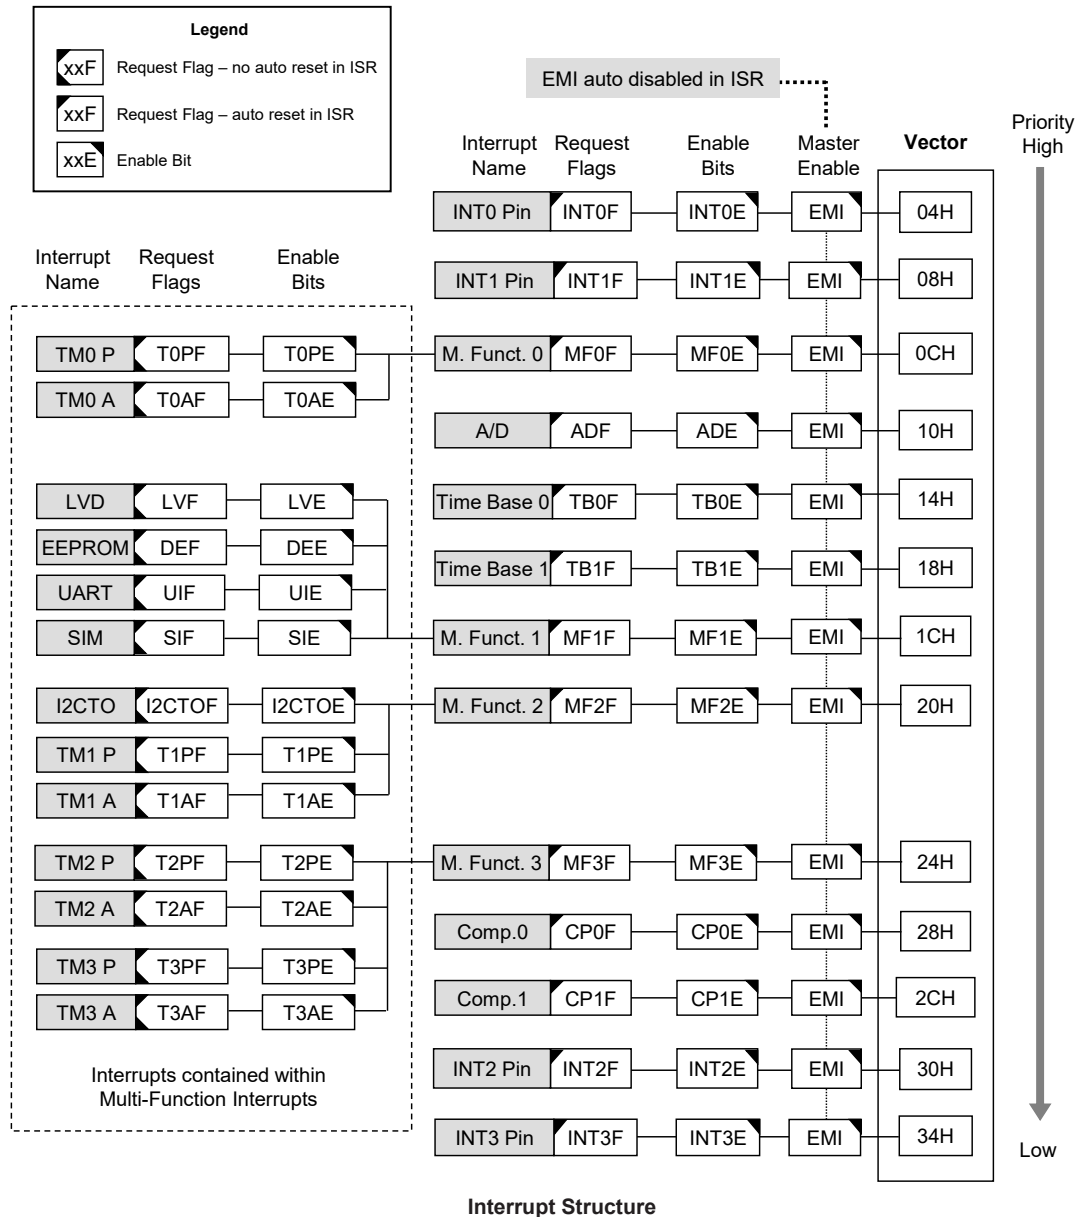 Legend
xxF Request Flag – no auto reset in ISR
xxF Request Flag – auto reset in ISR
xxE Enable Bit
EMI auto disabled in ISR
Priority
High
Interrupt Name Request Flags Enable Bits Master Enable Vector
INT0 Pin INT0F INT0E EMI 04H
Interrupt Name Request Flags Enable Bits
INT1 Pin INT1F INT1E EMI 08H
TM0 P T0PF T0PE M. Funct. 0 MF0F MF0E EMI 0CH
TM0 A T0AF T0AE
A/D ADF ADE EMI 10H
LVD LVF LVE Time Base 0 TB0F TB0E EMI 14H
EEPROM DEF DEE
Time Base 1 TB1F TB1E EMI 18H
UART UIF UIE
SIM SIF SIE M. Funct. 1 MF1F MF1E EMI 1CH
I2CTO I2CTOF I2CTOE M. Funct. 2 MF2F MF2E EMI 20H
TM1 P T1PF T1PE
TM1 A T1AF T1AE
TM2 P T2PF T2PE M. Funct. 3 MF3F MF3E EMI 24H
TM2 A T2AF T2AE
Comp.0 CP0F CP0E EMI 28H
TM3 P T3PF T3PE
Comp.1 CP1F CP1E EMI 2CH
TM3 A T3AF T3AE
INT2 Pin INT2F INT2E EMI 30H
Interrupts contained within
Multi-Function Interrupts
INT3 Pin INT3F INT3E EMI 34H
Low
Interrupt Structure